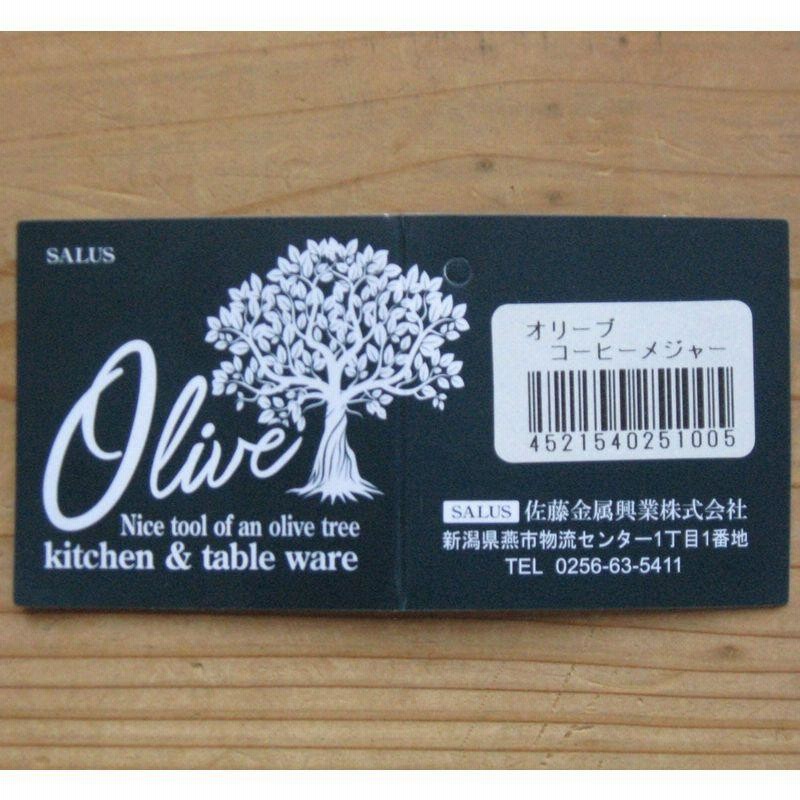 SALUS
Olive
Nice tool of an olive tree
kitchen & table ware
オリーブ
コーヒーメジャー
4521540251005
SALUS 佐藤金属興業株式会社
新潟県燕市物流センター1丁目1番地
TEL 0256-63-5411